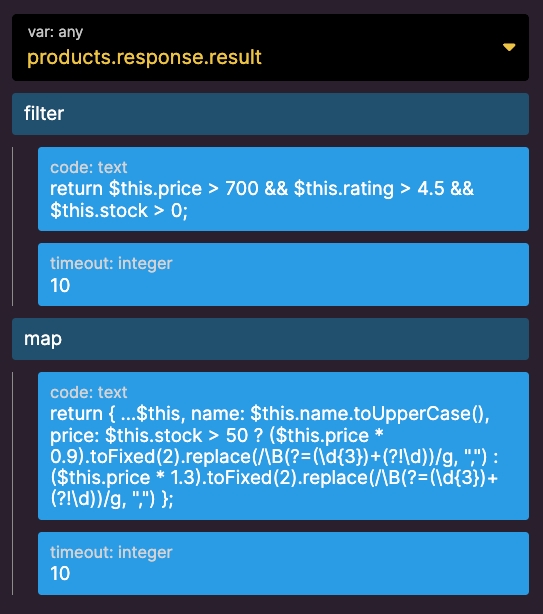 var: any
products.response.result
filter
code: text
return $this.price > 700 && $this.rating > 4.5 &&
$this.stock > 0;
timeout: integer
10
map
code: text
return { ...$this, name: $this.name.toUpperCase(),
price: $this.stock > 50 ? ($this.price *
0.9).toFixed(2).replace(/\B(?=(\d{3})+(?!\d))/g, ",") :
($this.price * 1.3).toFixed(2).replace(/\B(?=(\d{3})+
(?!\d))/g, ",") };
timeout: integer
10